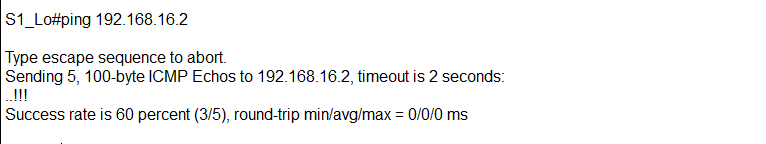 S1_Lo#ping 192.168.16.2
Type escape sequence to abort.
Sending 5, 100-byte ICMP Echos to 192.168.16.2, timeout is 2 seconds:
..!!!
Success rate is 60 percent (3/5), round-trip min/avg/max = 0/0/0 ms